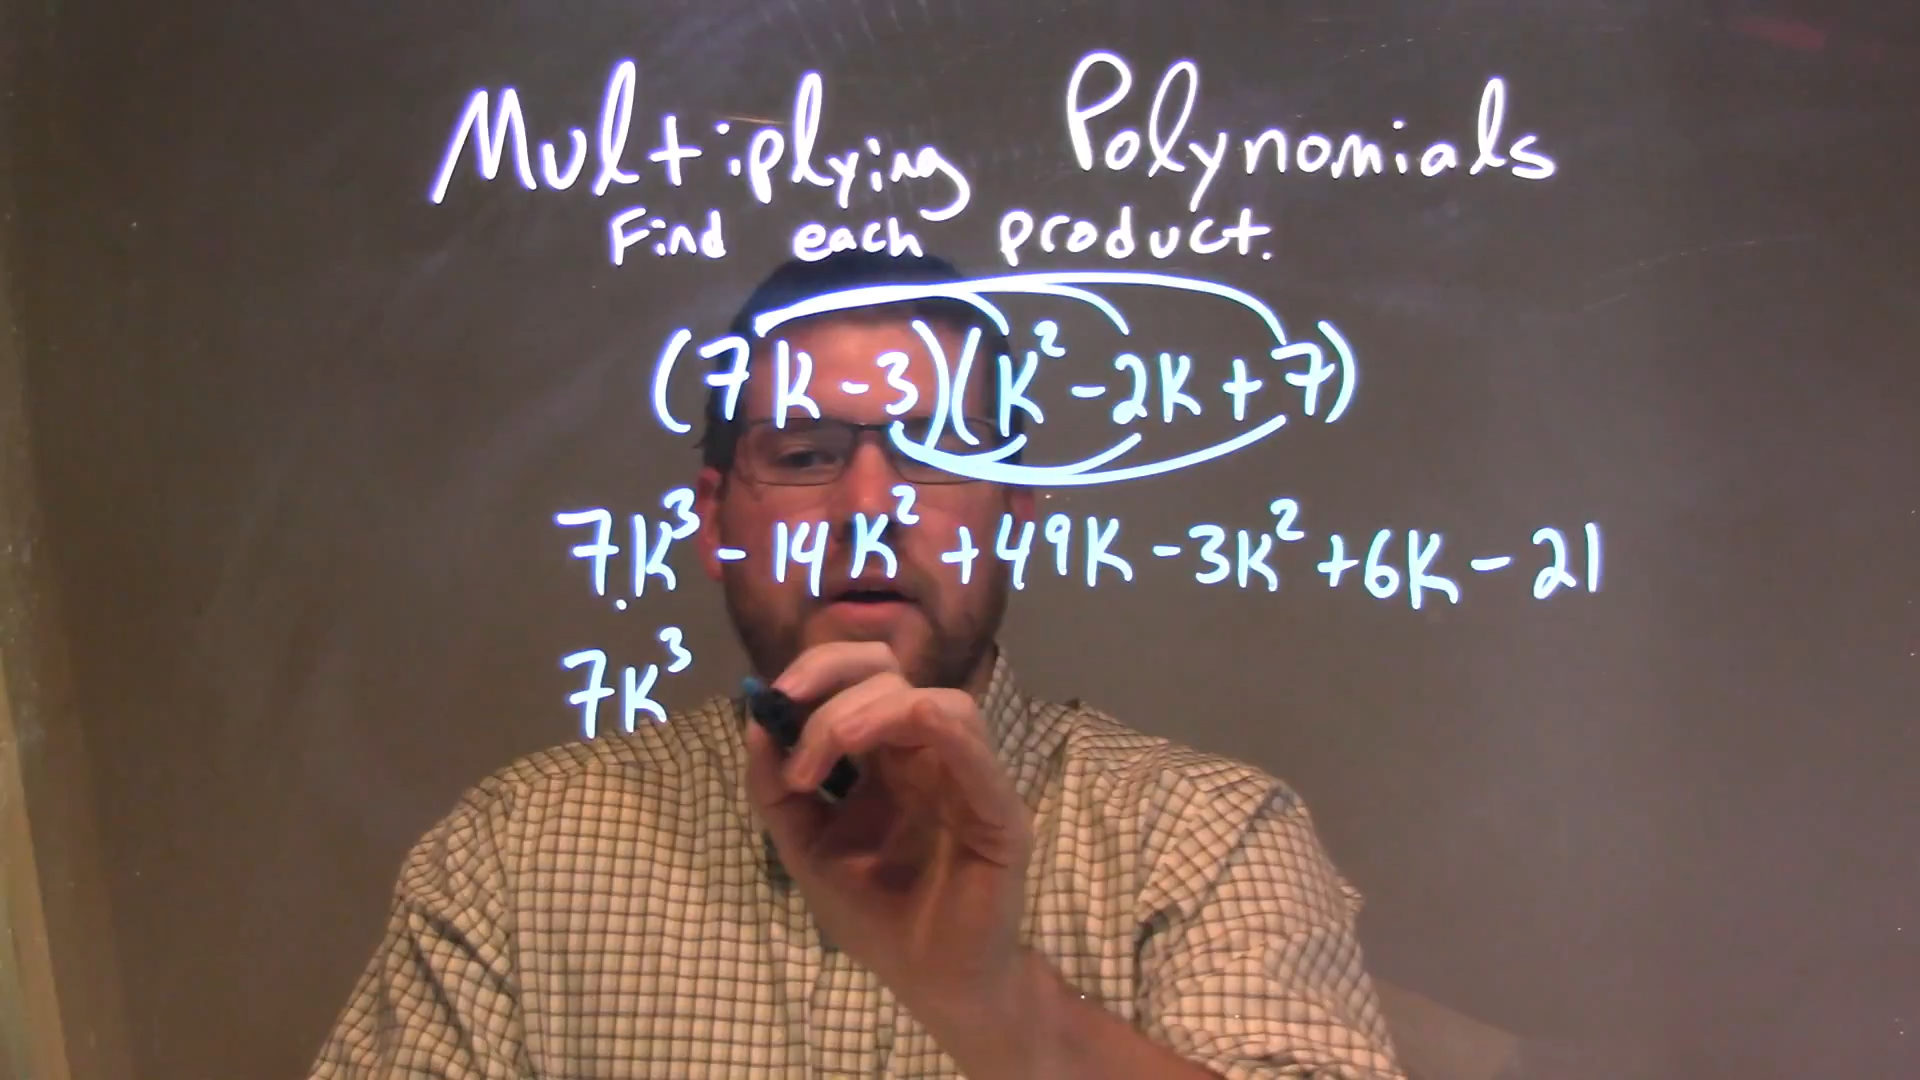 Multiplying Polynomials
Find each product.
(7k-3)(k²-2k+7)
7k³-14k²+49k-3k²+6k-21
7k³